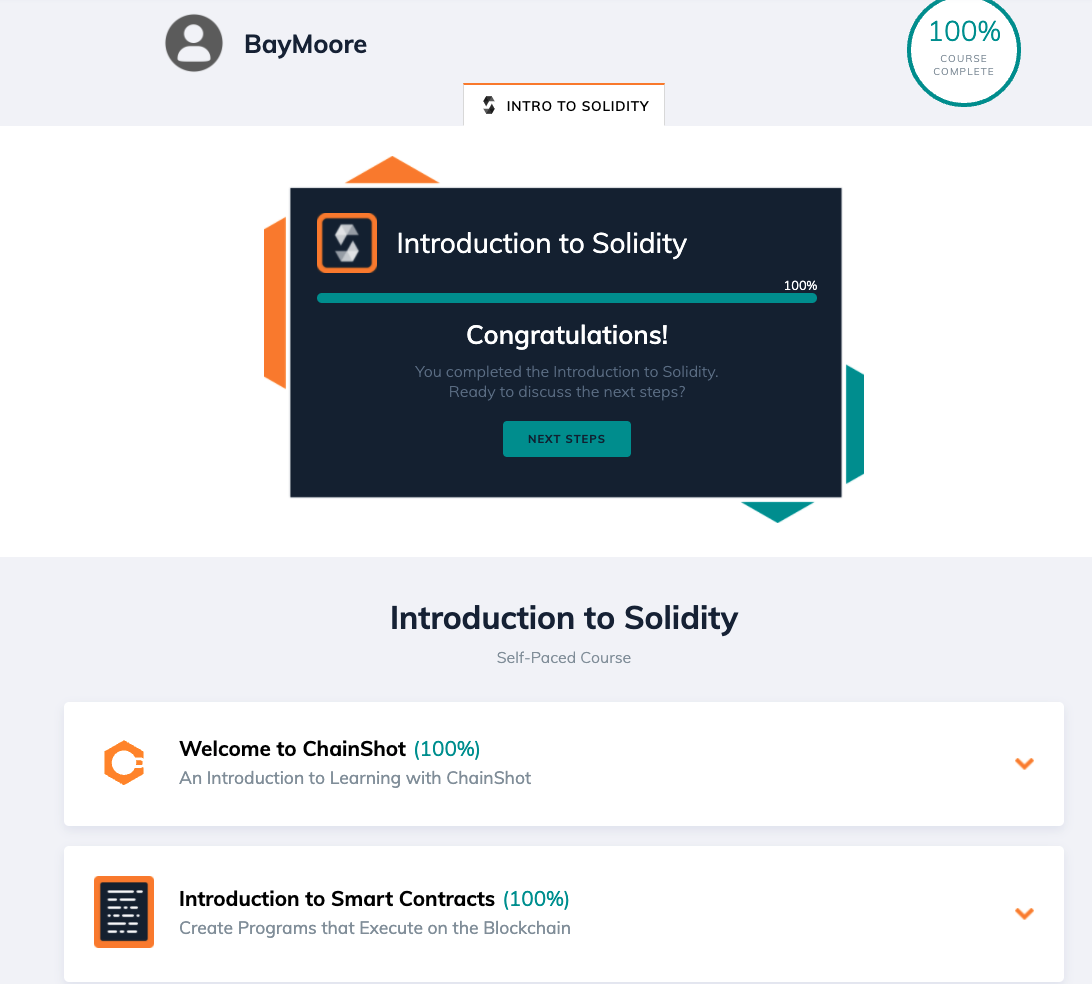 BayMoore
100%
COURSE
COMPLETE
INTRO TO SOLIDITY
Introduction to Solidity
100%
Congratulations!
You completed the Introduction to Solidity.
Ready to discuss the next steps?
NEXT STEPS
Introduction to Solidity
Self-Paced Course
Welcome to ChainShot (100%)
An Introduction to Learning with ChainShot
Introduction to Smart Contracts (100%)
Create Programs that Execute on the Blockchain